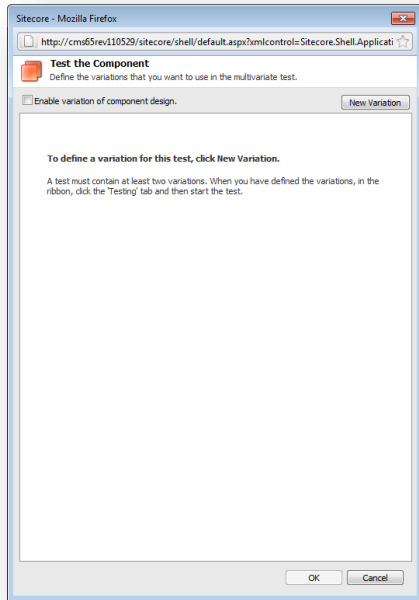 Sitecore - Mozilla Firefox
http://cms65rev110529/sitecore/shell/default.aspx?xmlcontrol=Sitecore.Shell.Applicati
Test the Component
Define the variations that you want to use in the multivariate test.
Enable variation of component design.
New Variation
To define a variation for this test, click New Variation.
A test must contain at least two variations. When you have defined the variations, in the
ribbon, click the 'Testing' tab and then start the test.
OK Cancel